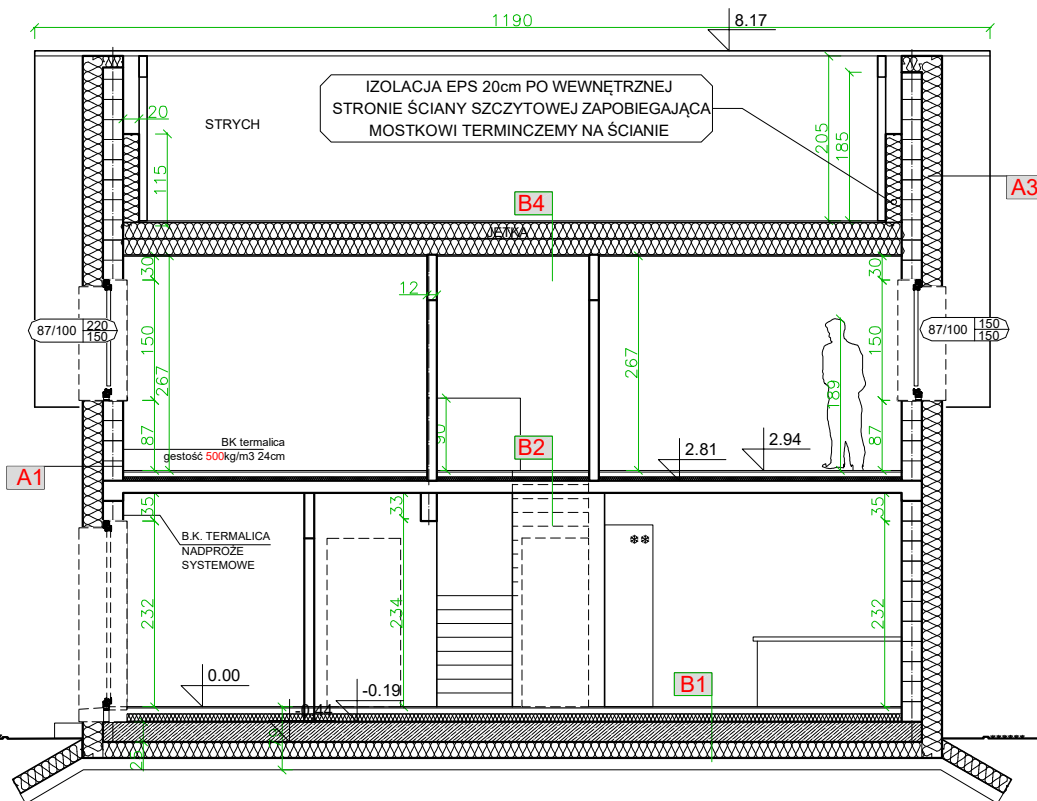 1190
8.17
IZOLACJA EPS 20cm PO WEWNĘTRZNEJ
STRONIE ŚCIANY SZCZYTOWEJ ZAPOBIEGAJĄCA
MOSTKOWI TERMINCZEMY NA ŚCIANIE
20
STRYCH
115
205
185
A3
B4
JĘTKA
30
30
12
87/100
220
150
150
267
267
189
150
87/100
150
150
87
90
87
BK termalica
gestość 500kg/m3 24cm
B2
2.81
2.94
A1
35
33
35
B.K. TERMALICA
NADPROŻE
SYSTEMOWE
232
234
232
0.00
-0.19
B1
-0.44
25